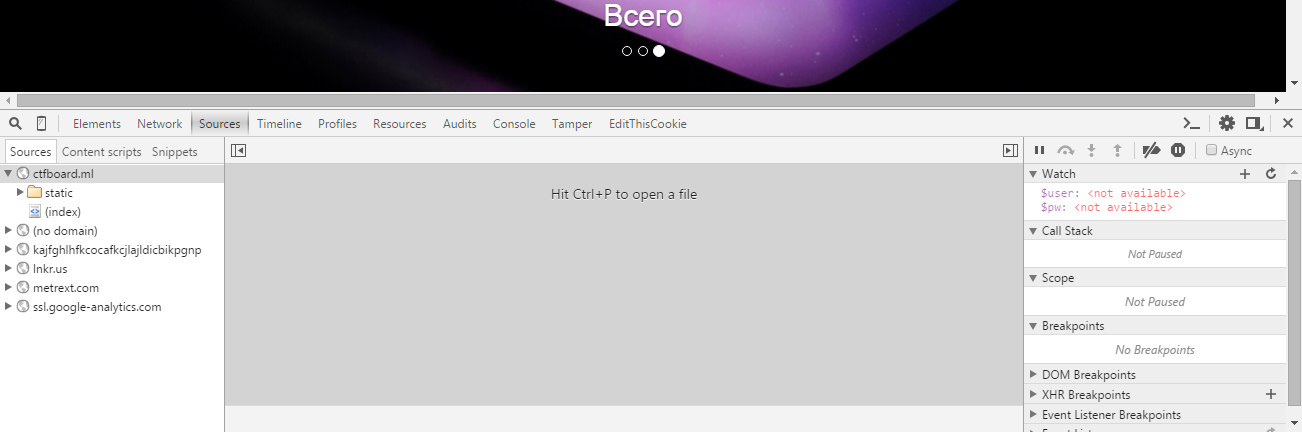 Всего
Elements Network Sources Timeline Profiles Resources Audits Console Tamper EditThisCookie
Sources Content scripts Snippets
Async
ctfboard.ml
static
(index)
(no domain)
kajfghlhfkcocafkcjlajldicbikpgnp
lnkr.us
metrext.com
ssl.google-analytics.com
Hit Ctrl+P to open a file
Watch
$user: <not available>
$pw: <not available>
Call Stack
Not Paused
Scope
Not Paused
Breakpoints
No Breakpoints
DOM Breakpoints
XHR Breakpoints
Event Listener Breakpoints